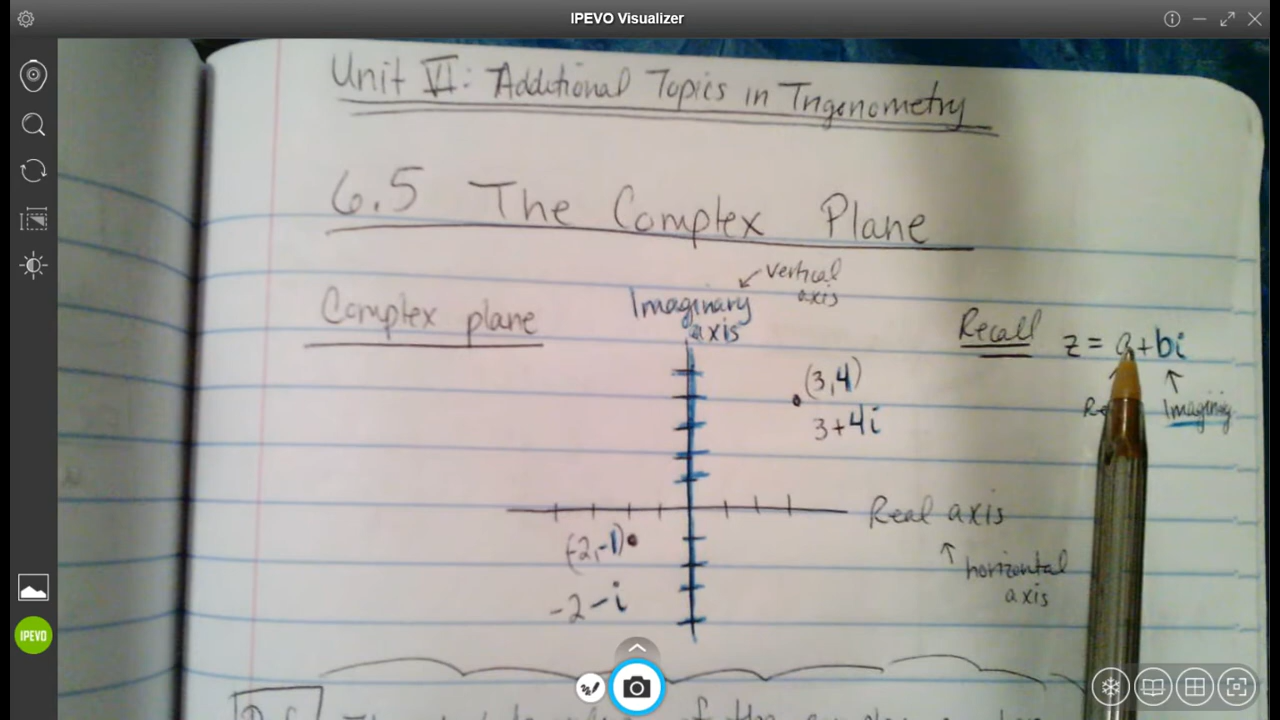 IPEVO Visualizer
Unit VI: Additional Topics in Trigonometry
6.5 The Complex Plane
vertical
axis
Complex plane
Imaginary
axis
Recall z = a+bi
Imaginary
(3,4)
3+4i
Real axis
horizontal
axis
(-2,-1)
-2-i
IPEVO